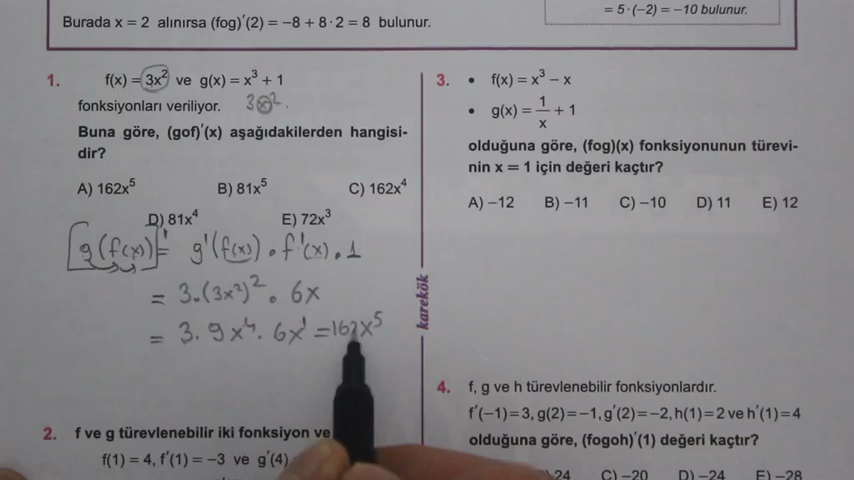 Burada x = 2 alınırsa (fog)′(2) = −8 + 8 · 2 = 8 bulunur.
= 5·(−2) = −10 bulunur.
1. f(x) = 3x² ve g(x) = x³ + 1
fonksiyonları veriliyor. 3x².
Buna göre, (gof)′(x) aşağıdakilerden hangisi-
dir?
A) 162x⁵ B) 81x⁵ C) 162x⁴
D) 81x⁴ E) 72x³
[g(f(x))]′ = g′(f(x)) . f′(x) . 1
= 3.(3x²)² . 6x
= 3. 9x⁴. 6x¹ = 162x⁵
2. f ve g türevlenebilir iki fonksiyon ve
f(1) = 4, f′(1) = −3 ve g′(4)
karekök
3. • f(x) = x³ − x
• g(x) = 1/x + 1
olduğuna göre, (fog)(x) fonksiyonunun türevi-
nin x = 1 için değeri kaçtır?
A) −12 B) −11 C) −10 D) 11 E) 12
4. f, g ve h türevlenebilir fonksiyonlardır.
f′(−1) = 3, g(2) = −1, g′(2) = −2, h(1) = 2 ve h′(1) = 4
olduğuna göre, (fogoh)′(1) değeri kaçtır?
24 C) −20 D) −24 E) −28